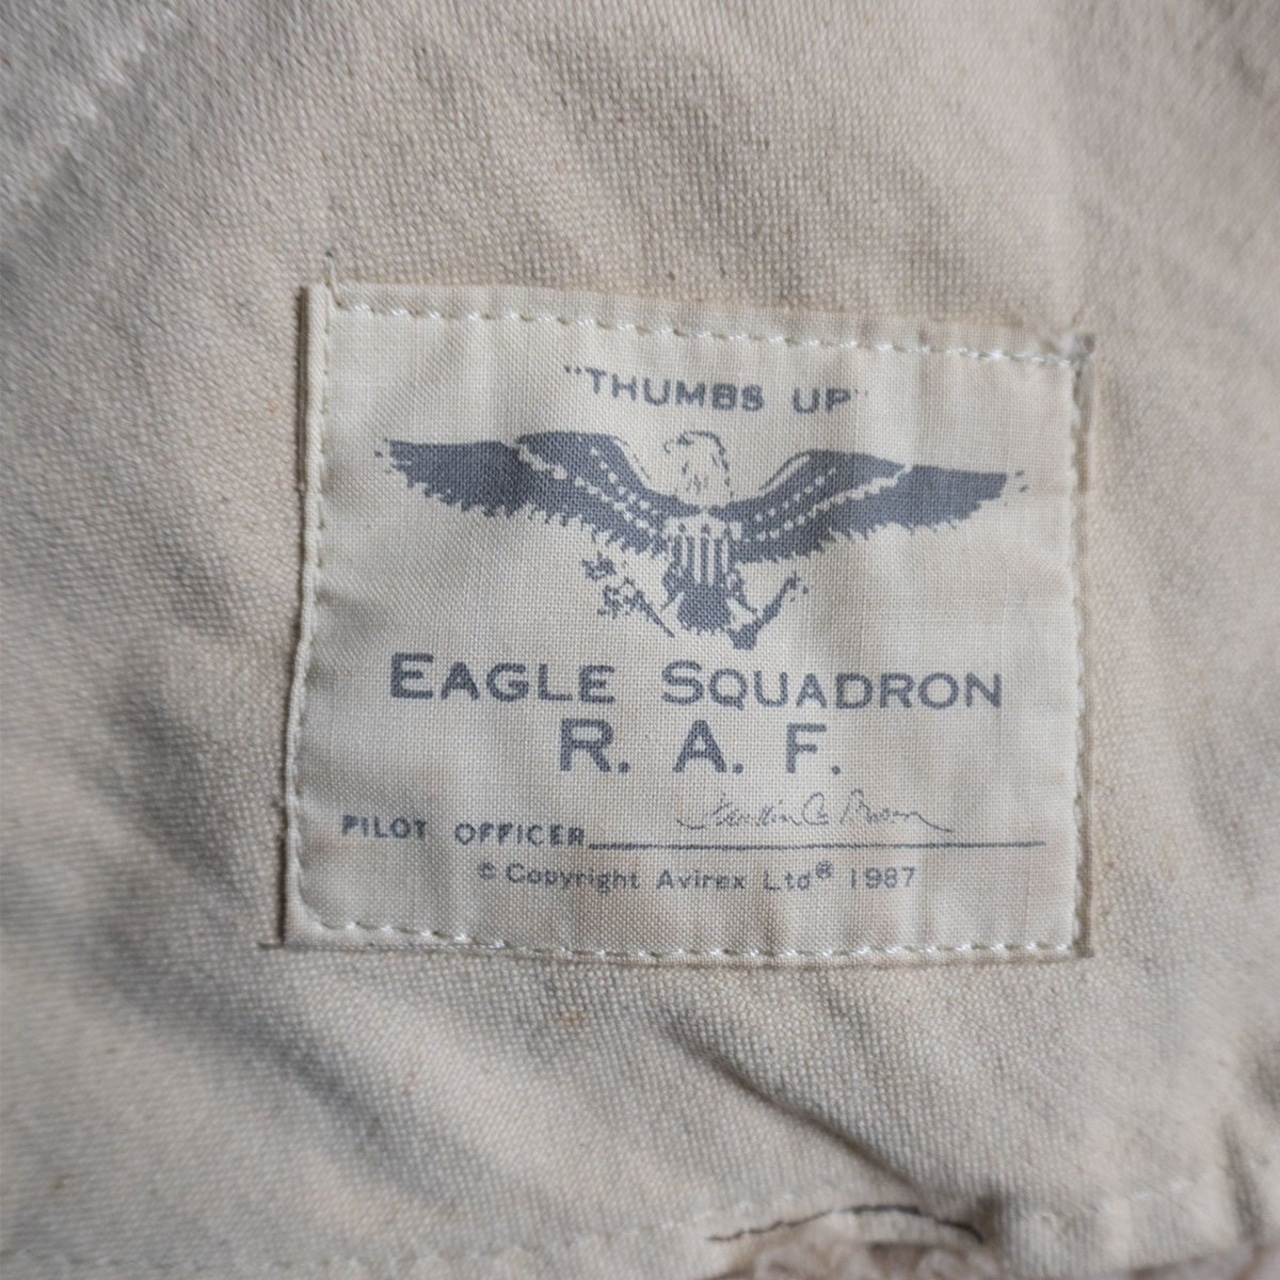 "THUMBS UP"
EAGLE SQUADRON
R. A. F.
PILOT OFFICER
© Copyright Avirex Ltd® 1987